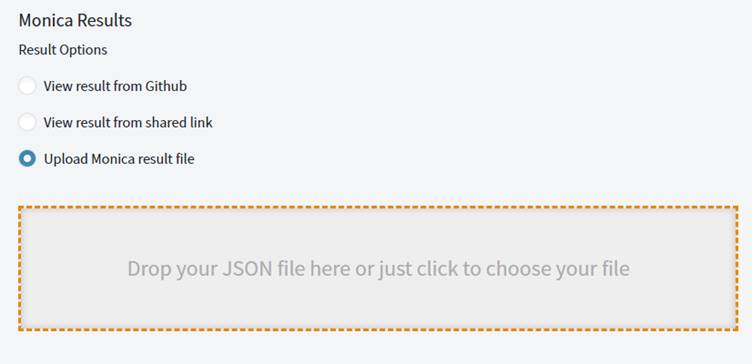 Monica Results
Result Options
View result from Github
View result from shared link
Upload Monica result file
Drop your JSON file here or just click to choose your file